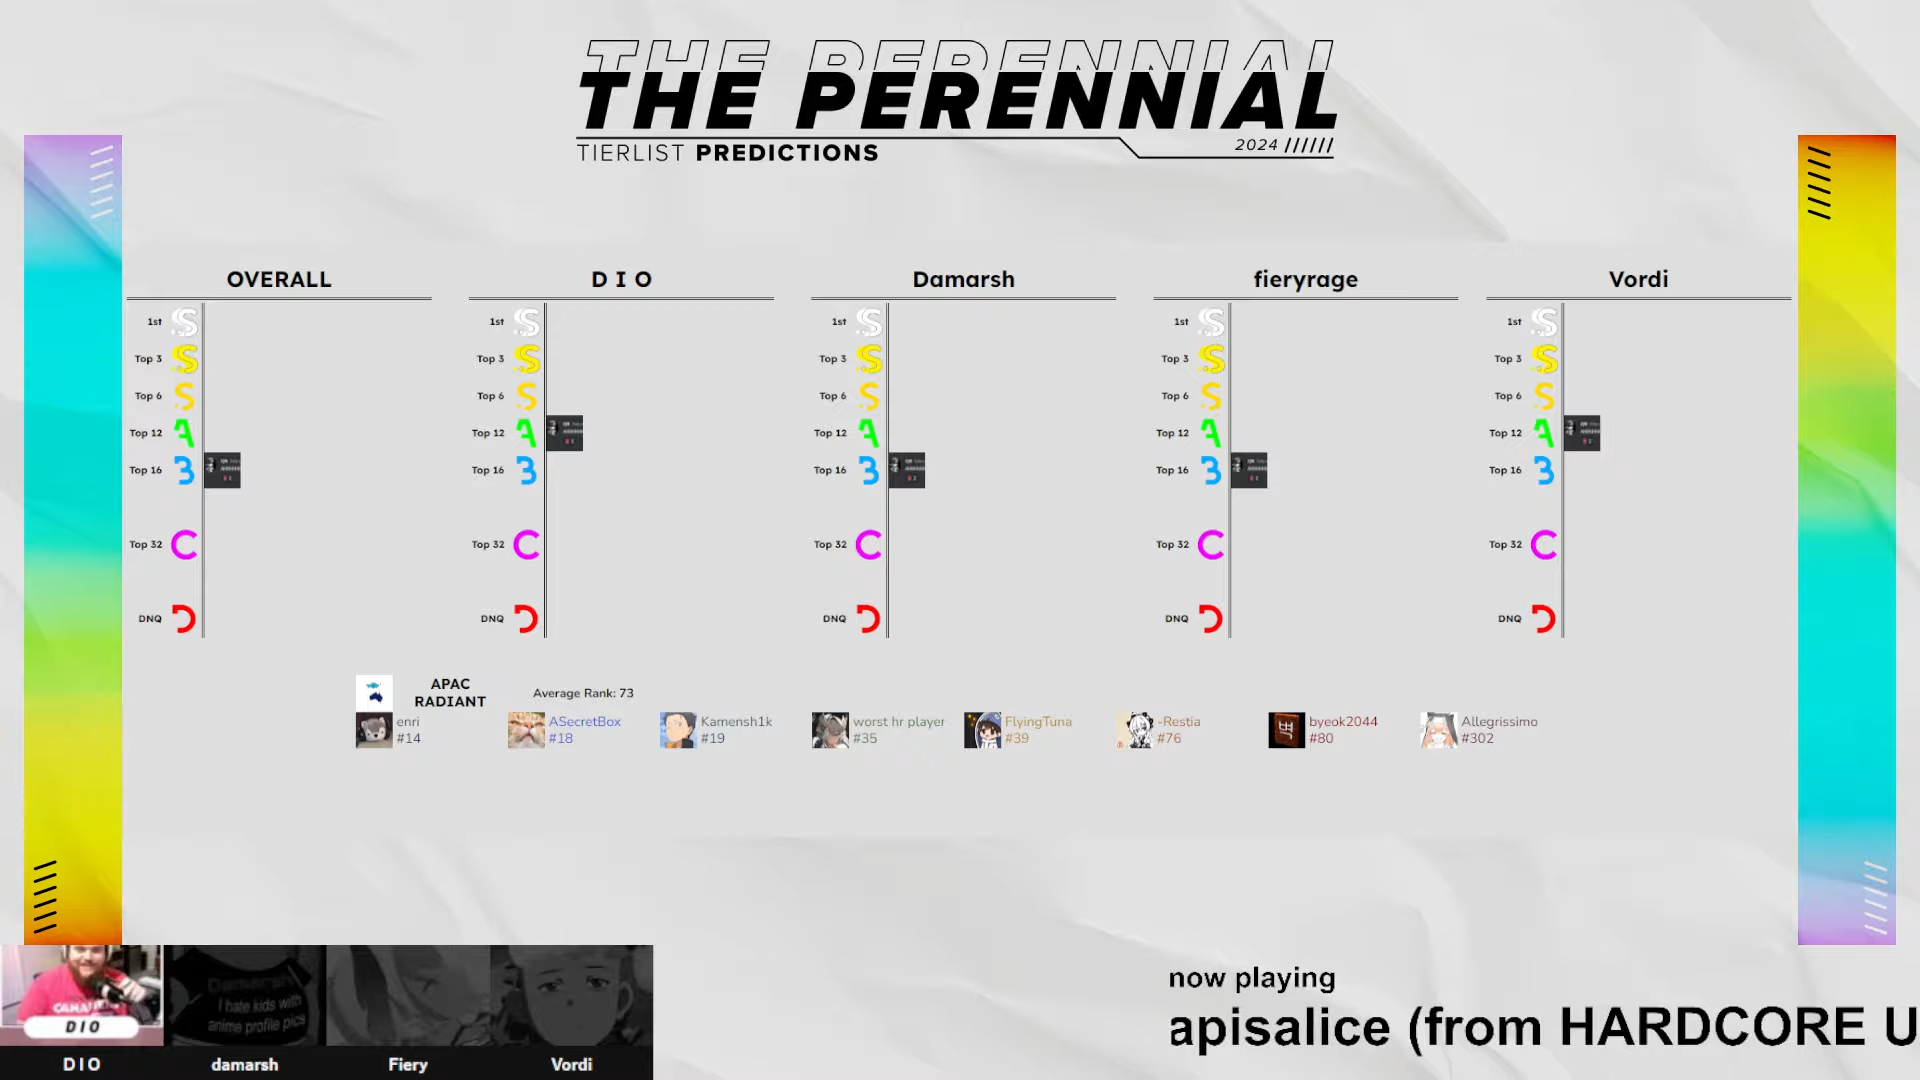 THE PERENNIAL
THE PERENNIAL
TIERLIST PREDICTIONS
2024 //////
OVERALL
D I O
Damarsh
fieryrage
Vordi
1st S
Top 3 S
Top 6 S
Top 12 A
Top 16 B
Top 32 C
DNQ D
1st S
Top 3 S
Top 6 S
Top 12 A
Top 16 B
Top 32 C
DNQ D
1st S
Top 3 S
Top 6 S
Top 12 A
Top 16 B
Top 32 C
DNQ D
1st S
Top 3 S
Top 6 S
Top 12 A
Top 16 B
Top 32 C
DNQ D
1st S
Top 3 S
Top 6 S
Top 12 A
Top 16 B
Top 32 C
DNQ D
APAC
RADIANT
Average Rank: 73
enri
#14
ASecretBox
#18
Kamensh1k
#19
worst hr player
#35
FlyingTuna
#39
-Restia
#76
byeok2044
#80
Allegrissimo
#302
CANA
D I O
Damarsh
I hate kids with
anime profile pics
D I O
damarsh
Fiery
Vordi
now playing
apisalice (from HARDCORE U